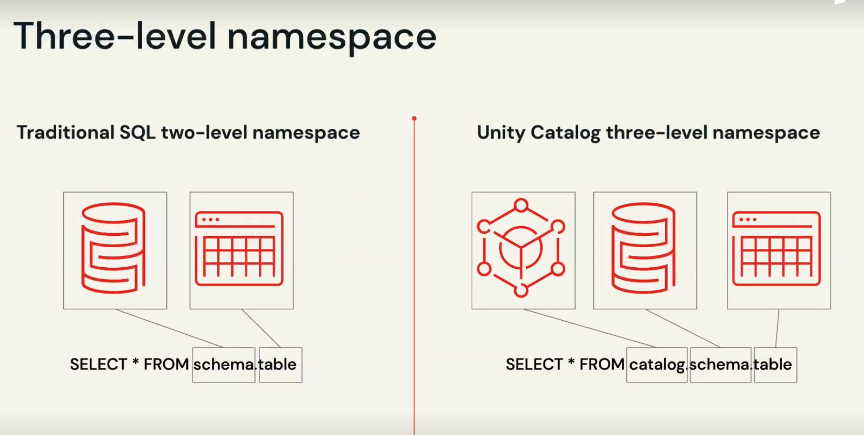 Three-level namespace
Traditional SQL two-level namespace
SELECT * FROM schema.table
Unity Catalog three-level namespace
SELECT * FROM catalog.schema.table